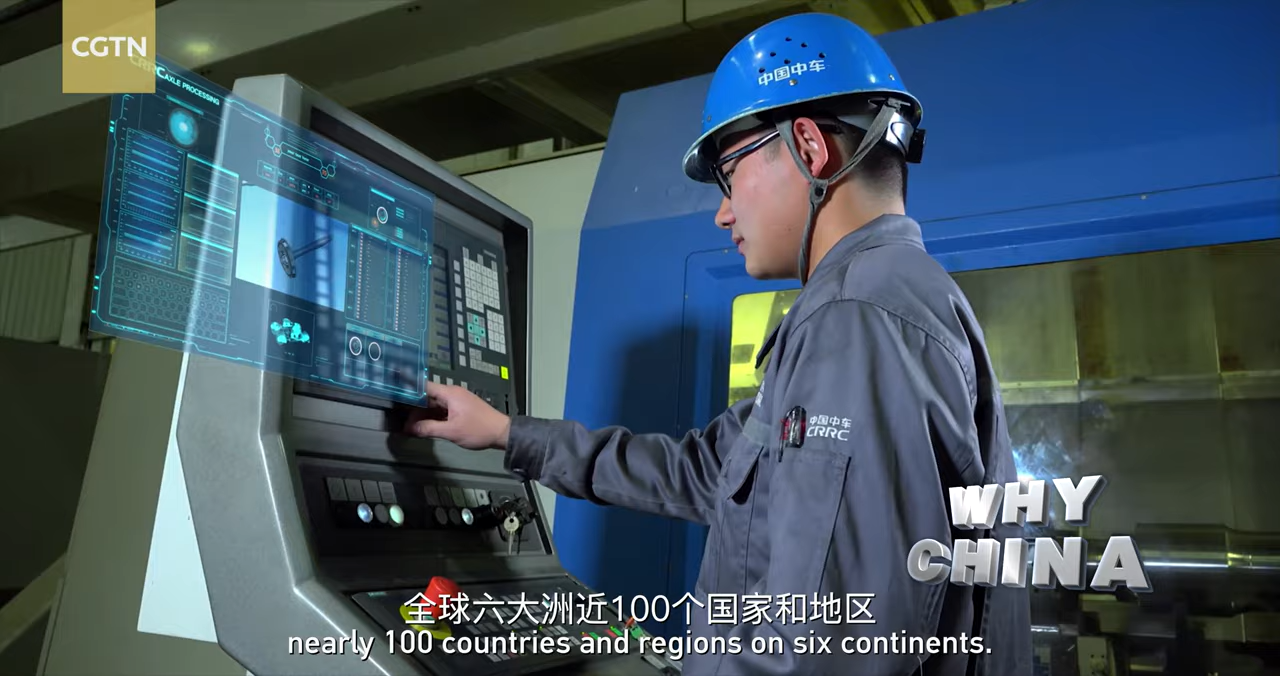 CGTN
CRRC AXLE PROCESSING
中国中车
中国中车
CRRC
WHY
CHINA
全球六大洲近100个国家和地区
nearly 100 countries and regions on six continents.